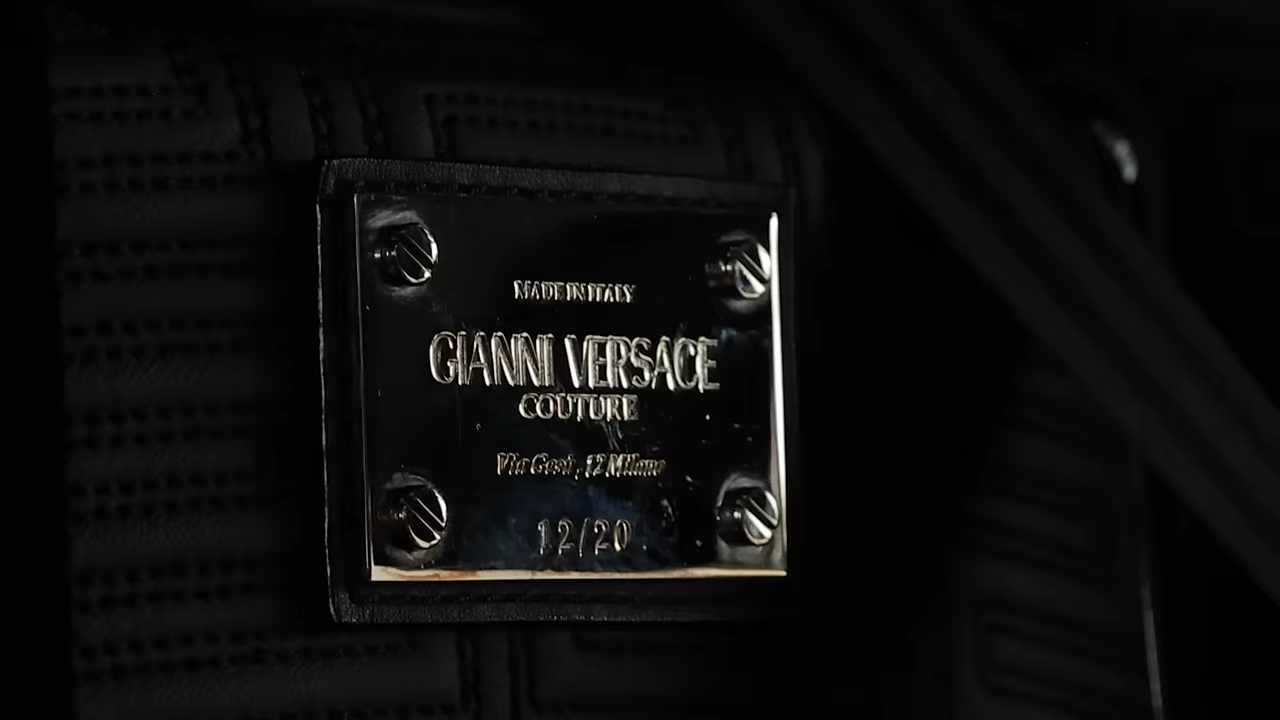 MADE IN ITALY
GIANNI VERSACE
COUTURE
Via Gesù, 12 Milano
12/20